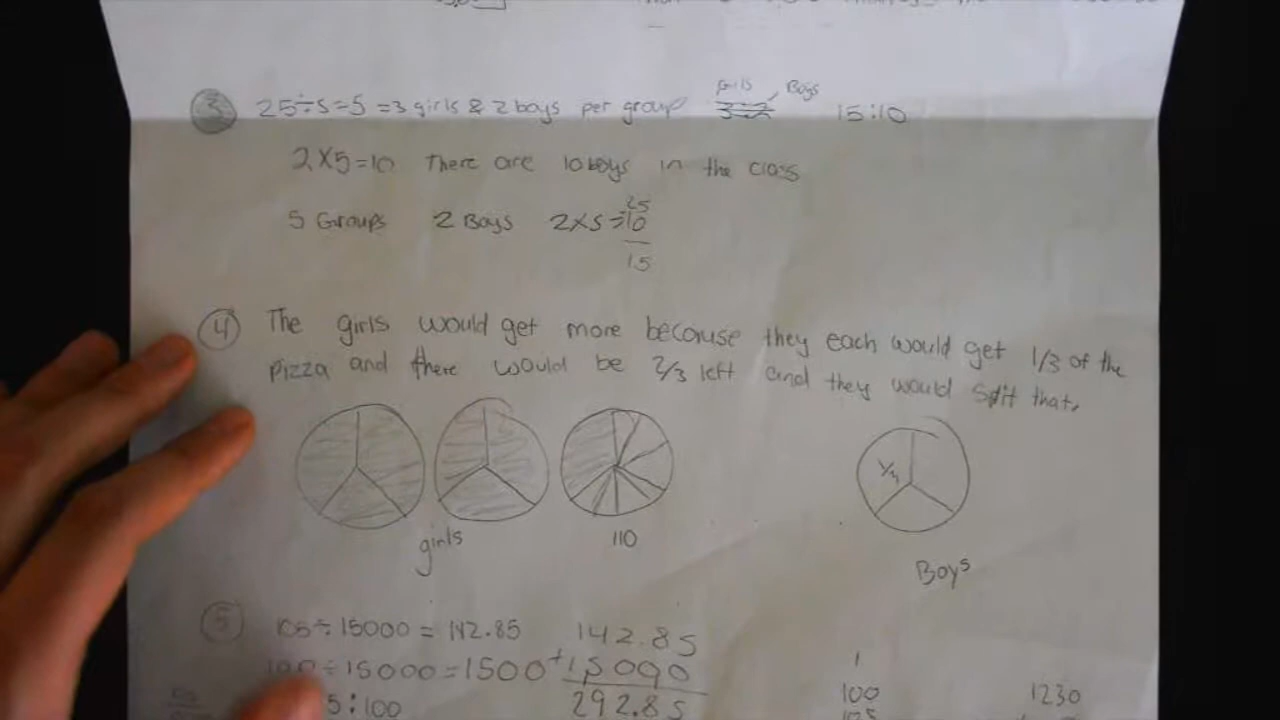 Girls Boys
3 25÷5=5 =3 girls & 2 boys per group 15:10
2x5=10 There are 10 boys in the class
25
5 Groups 2 Boys 2x5=10
15
4 The girls would get more because they each would get 1/3 of the
Pizza and there would be 2/3 left and they would split that.
1/3
girls 110 Boys
5 105÷15000=142.85 142.85
100÷15000=1500 +15000
5:100 292.85
1
100 1230